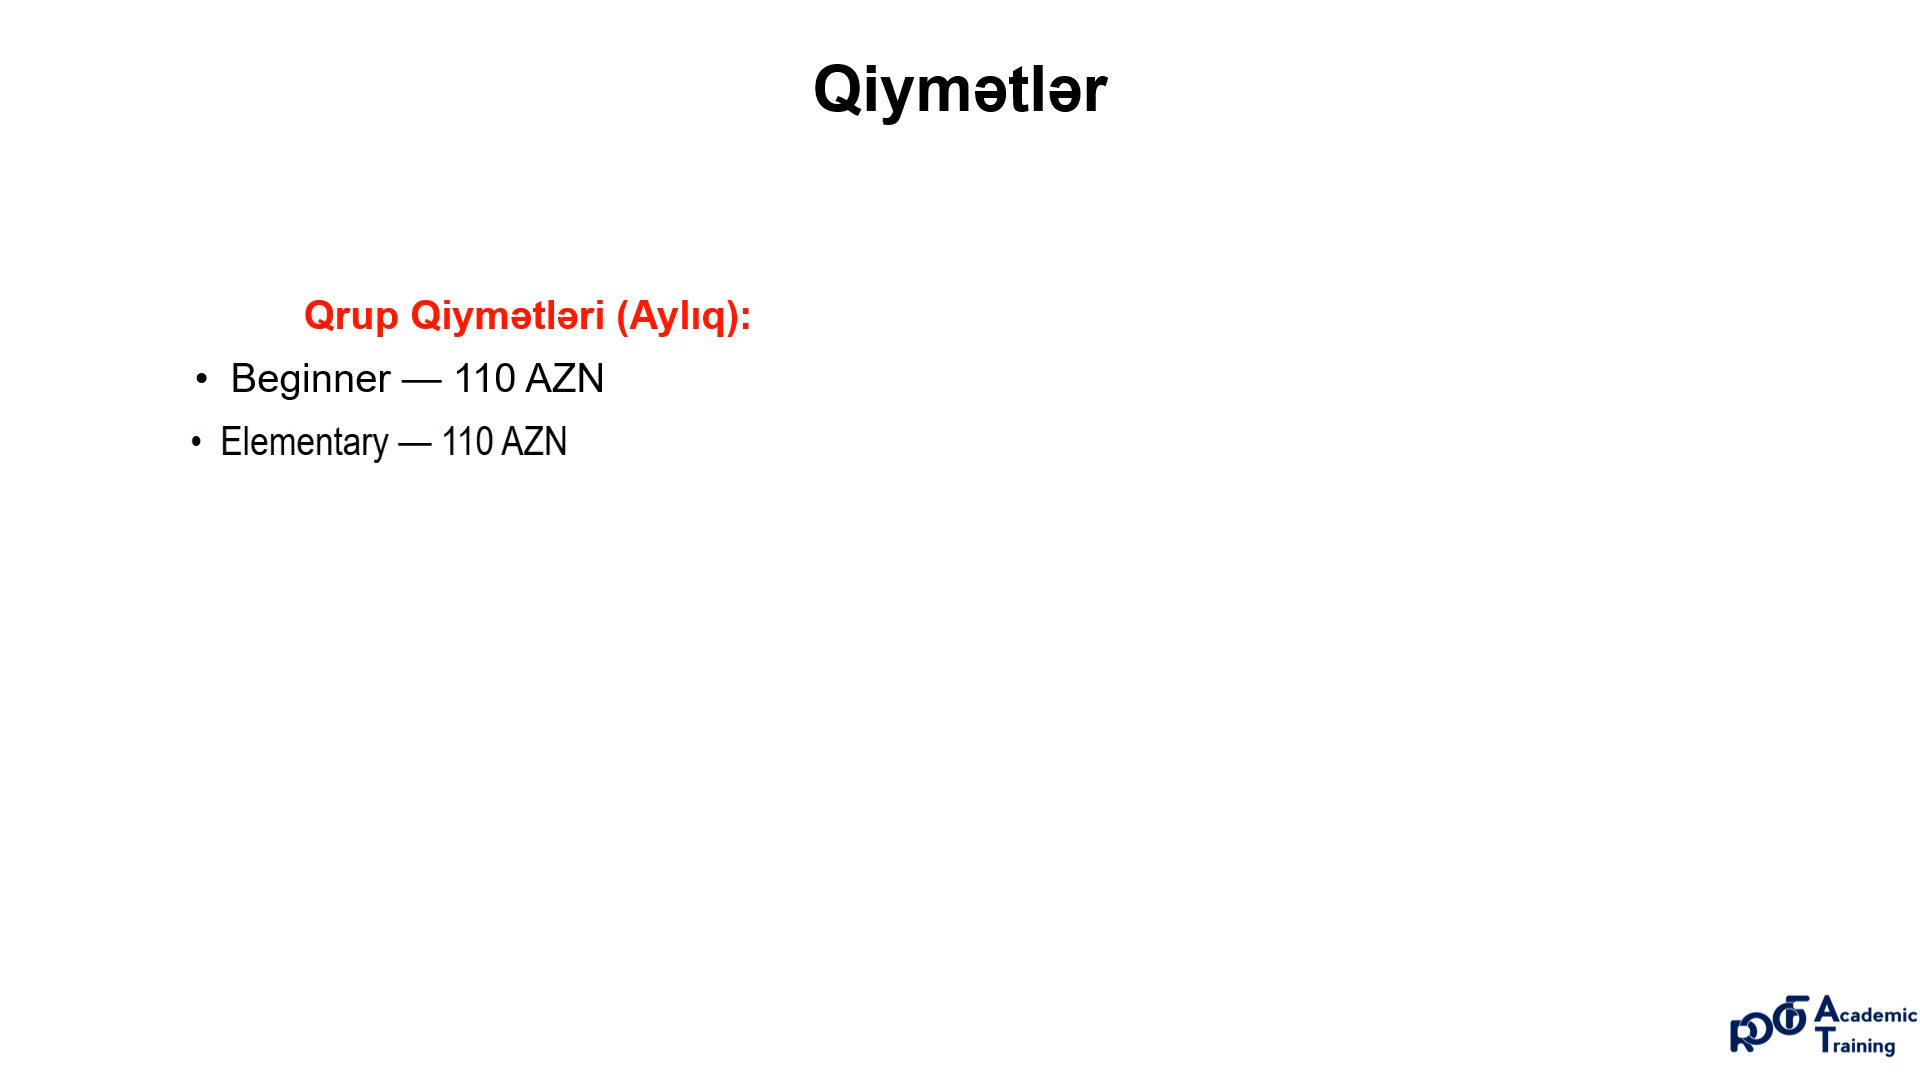 Qiymətlər
Qrup Qiymətləri (Aylıq):
• Beginner — 110 AZN
• Elementary — 110 AZN
Academic
Training